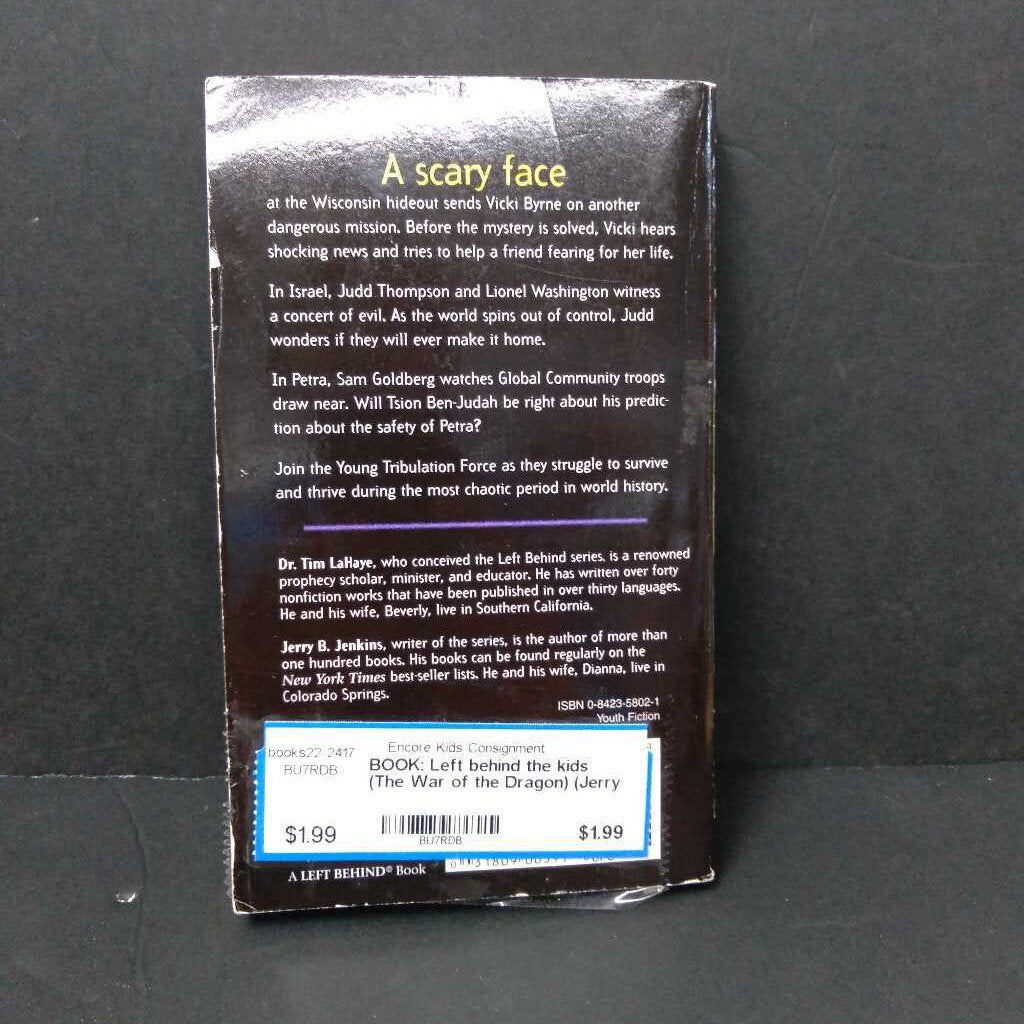 A scary face
at the Wisconsin hideout sends Vicki Byrne on another
dangerous mission. Before the mystery is solved, Vicki hears
shocking news and tries to help a friend fearing for her life.
In Israel, Judd Thompson and Lionel Washington witness
a concert of evil. As the world spins out of control, Judd
wonders if they will ever make it home.
In Petra, Sam Goldberg watches Global Community troops
draw near. Will Tsion Ben-Judah be right about his predic-
tion about the safety of Petra?
Join the Young Tribulation Force as they struggle to survive
and thrive during the most chaotic period in world history.
Dr. Tim LaHaye, who conceived the Left Behind series, is a renowned
prophecy scholar, minister, and educator. He has written over forty
nonfiction works that have been published in over thirty languages.
He and his wife, Beverly, live in Southern California.
Jerry B. Jenkins, writer of the series, is the author of more than
one hundred books. His books can be found regularly on the
New York Times best-seller lists. He and his wife, Dianna, live in
Colorado Springs.
ISBN 0-8423-5802-1
Youth Fiction
books22 2417 Encore Kids Consignment
BU7RDB BOOK: Left behind the kids
(The War of the Dragon) (Jerry
$1.99 BU7RDB $1.99
A LEFT BEHIND® Book